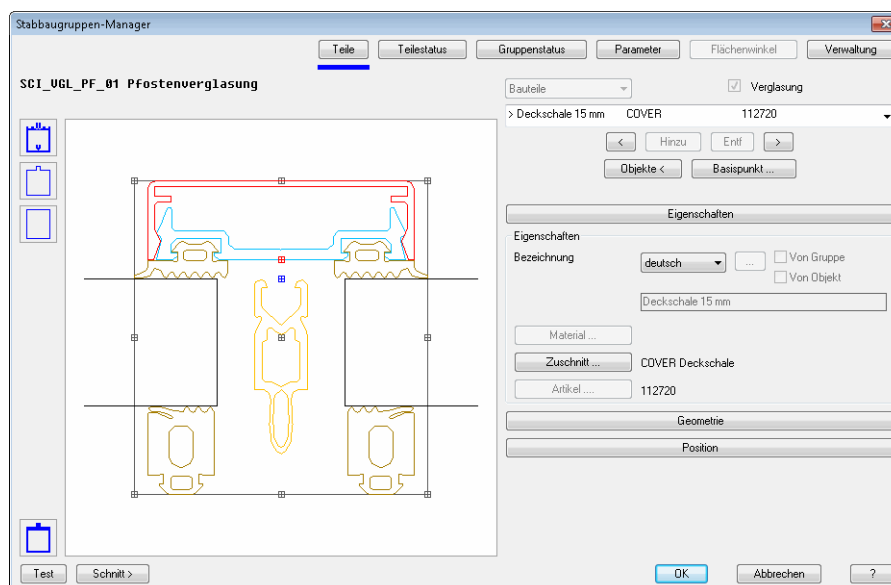 Stabbaugruppen-Manager
Teile Teilestatus Gruppenstatus Parameter Flächenwinkel Verwaltung
SCI_VGL_PF_01 Pfostenverglasung
Bauteile Verglasung
> Deckschale 15 mm COVER 112720
< Hinzu Entf >
Objekte < Basispunkt ...
Eigenschaften
Eigenschaften
Bezeichnung deutsch ... Von Gruppe
Von Objekt
Deckschale 15 mm
Material ...
Zuschnitt ... COVER Deckschale
Artikel .... 112720
Geometrie
Position
Test Schnitt > OK Abbrechen ?